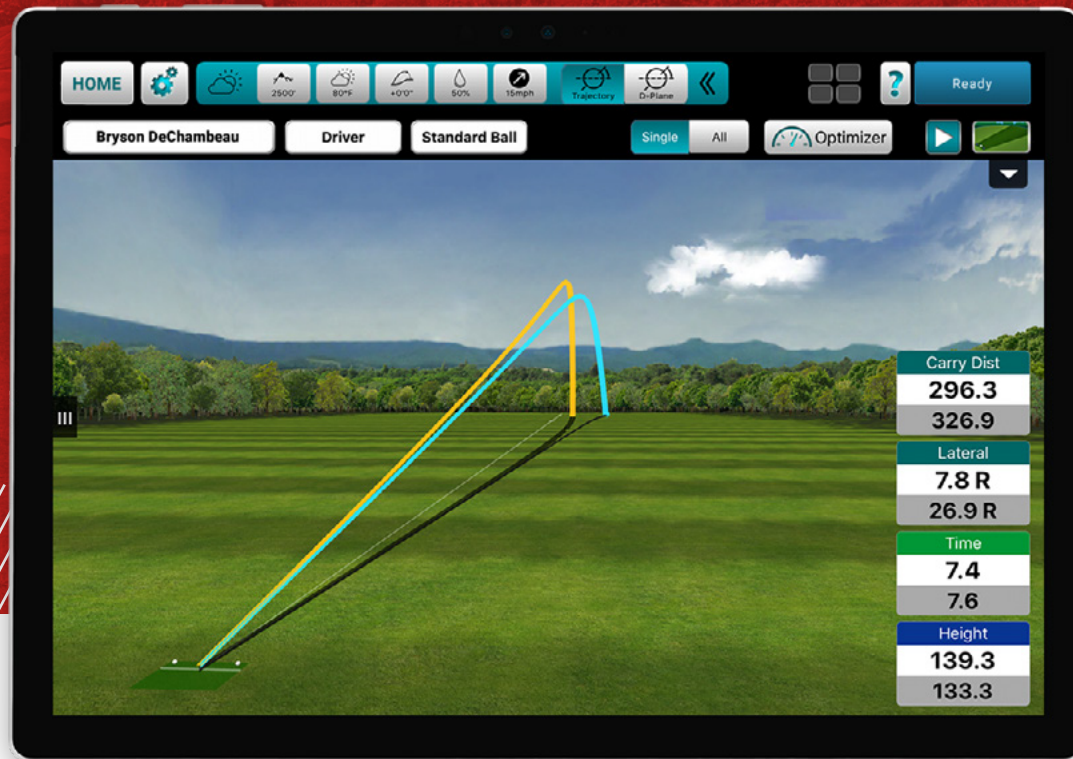 HOME
2500'
80°F
+0'0"
50%
15mph
Trajectory
D-Plane
?
Ready
Bryson DeChambeau
Driver
Standard Ball
Single
All
Optimizer
Carry Dist
296.3
326.9
Lateral
7.8 R
26.9 R
Time
7.4
7.6
Height
139.3
133.3